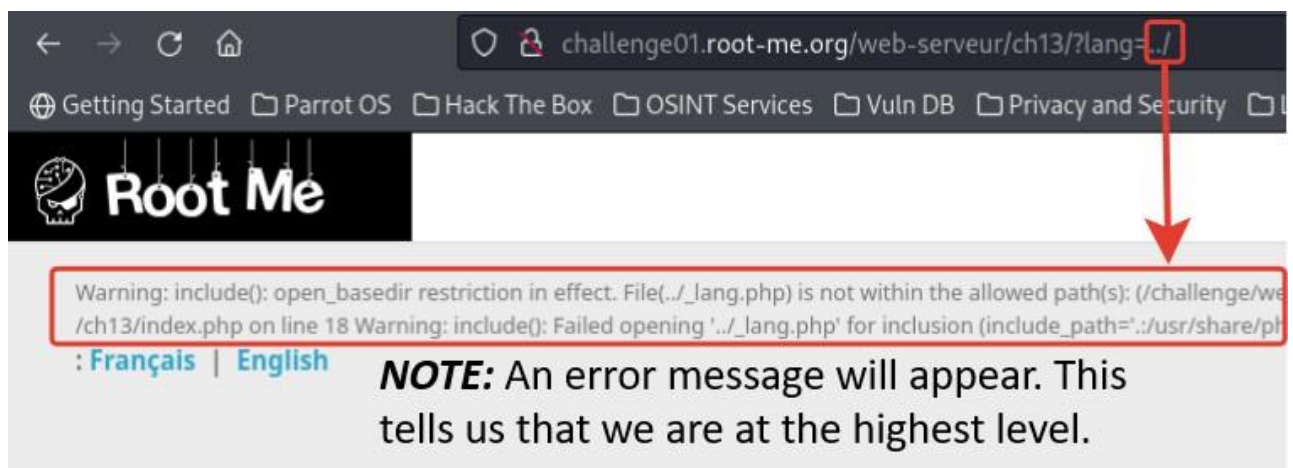 challenge01.root-me.org/web-serveur/ch13/?lang=../
Getting Started Parrot OS Hack The Box OSINT Services Vuln DB Privacy and Security
Root Me
Warning: include(): open_basedir restriction in effect. File(../_lang.php) is not within the allowed path(s): (/challenge/we
/ch13/index.php on line 18 Warning: include(): Failed opening '../_lang.php' for inclusion (include_path='.:/usr/share/ph
: Français | English
NOTE: An error message will appear. This
tells us that we are at the highest level.